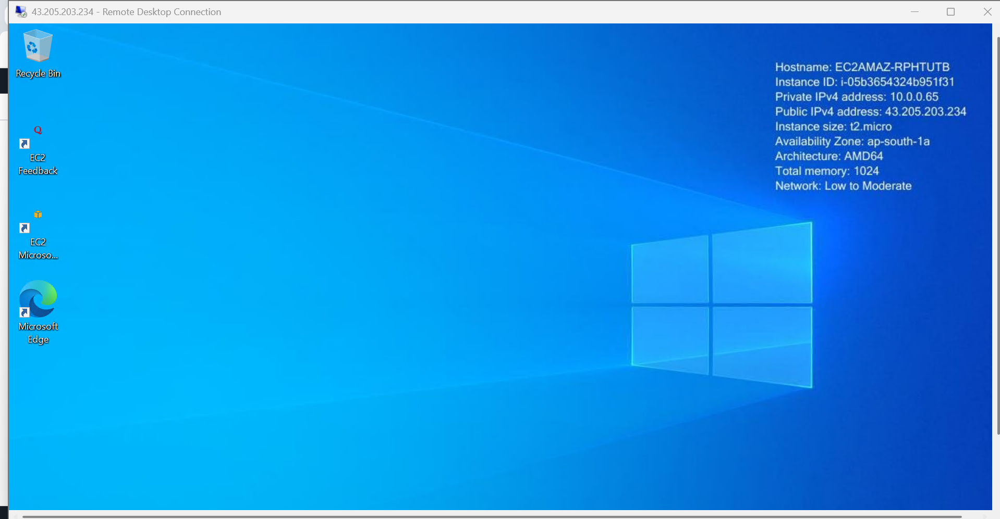 43.205.203.234 - Remote Desktop Connection
Recycle Bin
EC2
Feedback
EC2
Microso...
Microsoft
Edge
Hostname: EC2AMAZ-RPHTUTB
Instance ID: i-05b3654324b951f31
Private IPv4 address: 10.0.0.65
Public IPv4 address: 43.205.203.234
Instance size: t2.micro
Availability Zone: ap-south-1a
Architecture: AMD64
Total memory: 1024
Network: Low to Moderate